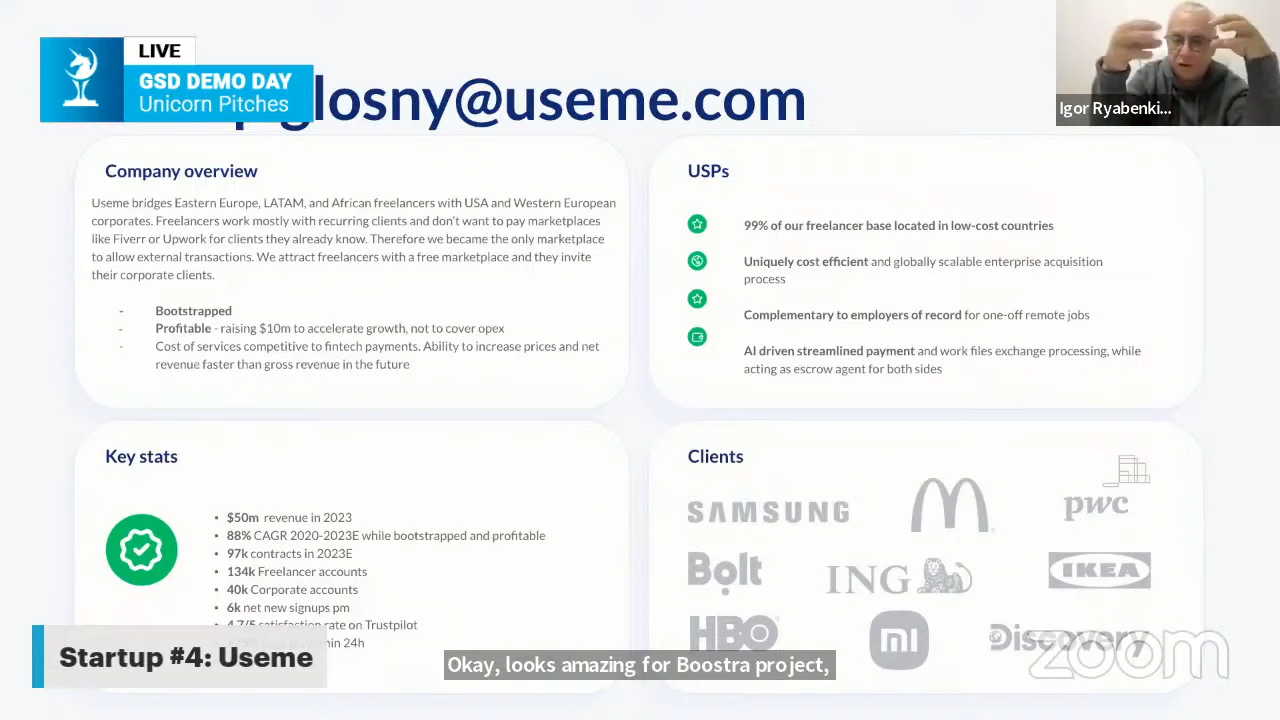 LIVE
GSD DEMO DAY
Unicorn Pitches
glosny@useme.com
Igor Ryabenki...
Company overview
Useme bridges Eastern Europe, LATAM, and African freelancers with USA and Western European
corporates. Freelancers work mostly with recurring clients and don't want to pay marketplaces
like Fiverr or Upwork for clients they already know. Therefore we became the only marketplace
to allow external transactions. We attract freelancers with a free marketplace and they invite
their corporate clients.
- Bootstrapped
- Profitable - raising $10m to accelerate growth, not to cover opex
- Cost of services competitive to fintech payments. Ability to increase prices and net
revenue faster than gross revenue in the future
USPs
99% of our freelancer base located in low-cost countries
Uniquely cost efficient and globally scalable enterprise acquisition
process
Complementary to employers of record for one-off remote jobs
AI driven streamlined payment and work files exchange processing, while
acting as escrow agent for both sides
Key stats
• $50m revenue in 2023
• 88% CAGR 2020-2023E while bootstrapped and profitable
• 97k contracts in 2023E
• 134k Freelancer accounts
• 40k Corporate accounts
• 6k net new signups pm
• 4.7/5 satisfaction rate on Trustpilot
24h
Clients
SAMSUNG
pwc
Bolt
ING
IKEA
HBO
mi
Discovery
zoom
Startup #4: Useme
Okay, looks amazing for Boostra project,